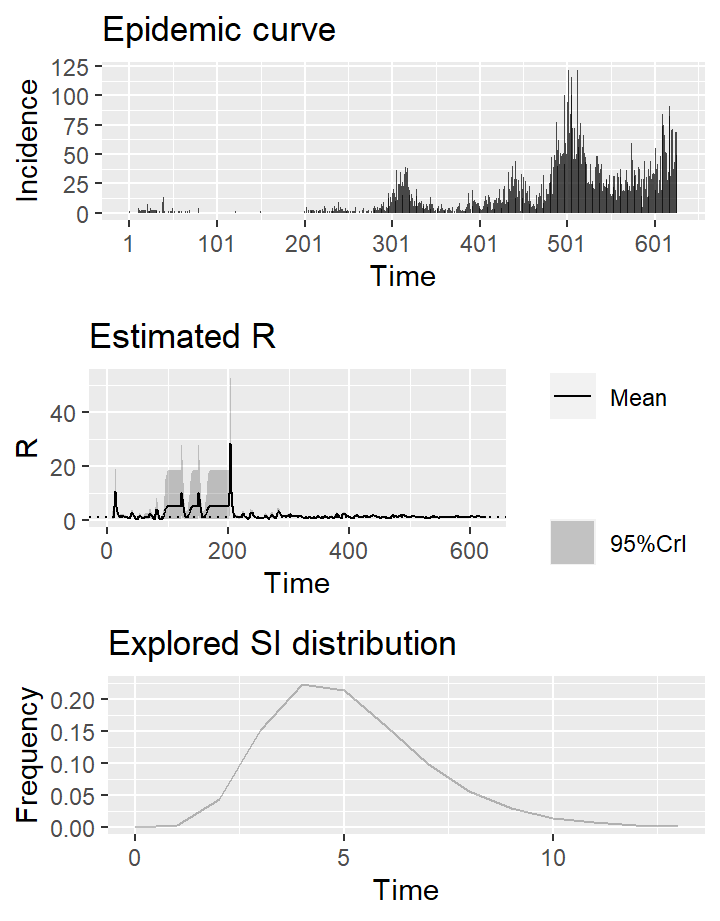 Epidemic curve
125
100
75
50
25
0
Incidence
1 101 201 301 401 501 601
Time
Estimated R
40
20
0
R
0 200 400 600
Time
Mean
95%CrI
Explored SI distribution
0.20
0.15
0.10
0.05
0.00
Frequency
0 5 10
Time